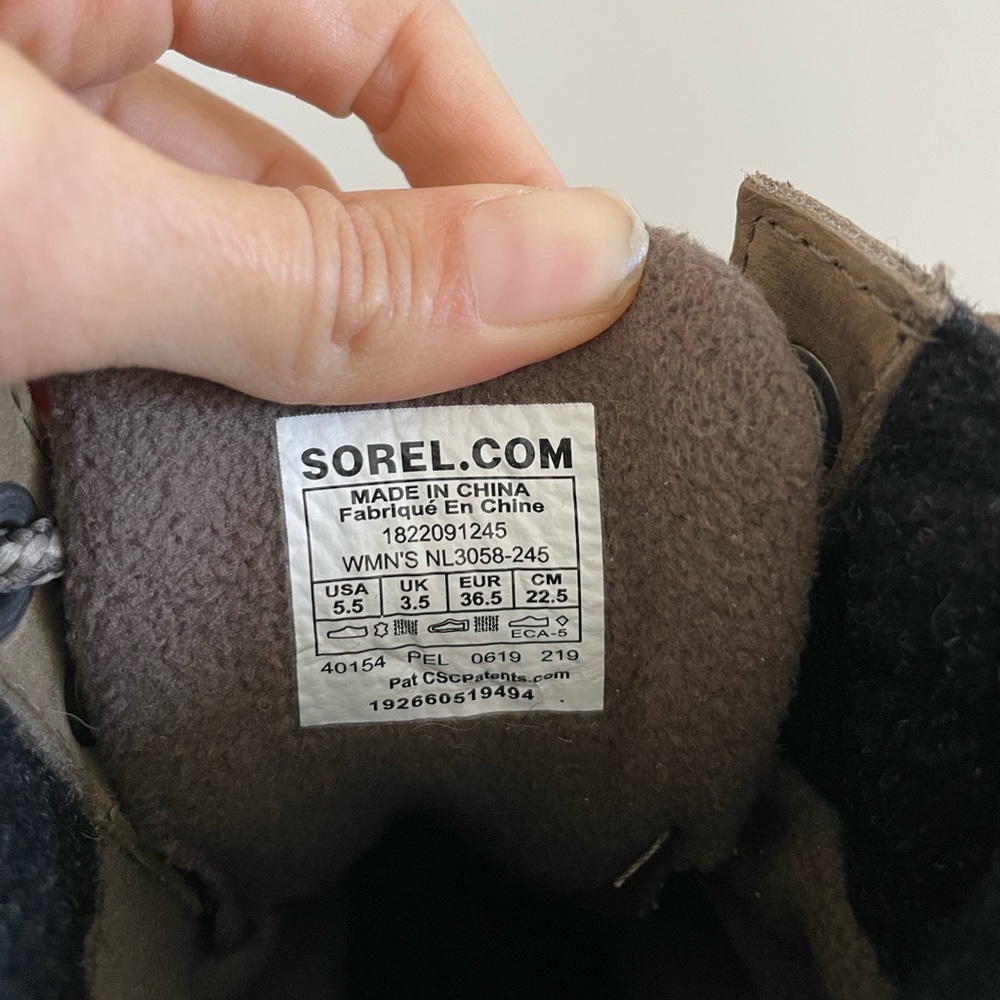 SOREL.COM
MADE IN CHINA
Fabriqué En Chine
1822091245
WMN'S NL3058-245
USA UK EUR CM
5.5 3.5 36.5 22.5
ECA-5
40154 PEL 0619 219
Pat CSCPatents.com
192660519494